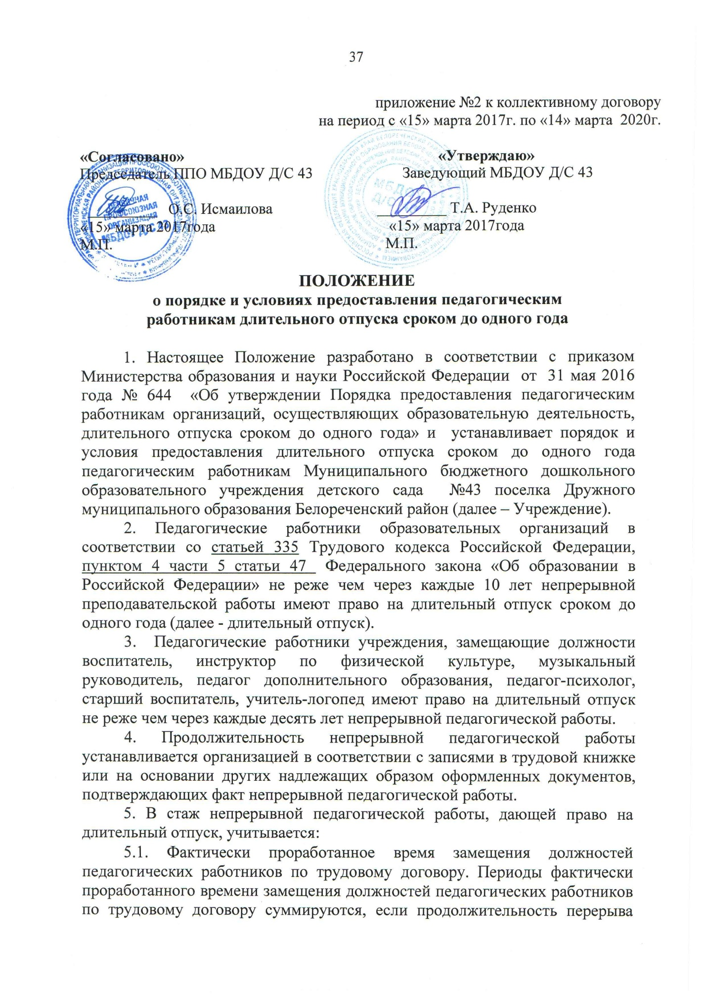 37
приложение №2 к коллективному договору
на период с «15» марта 2017г. по «14» марта 2020г.
«Согласовано»
Председатель ППО МБДОУ Д/С 43
О.С. Исмаилова
«15» марта 2017года
М.П.
ПЕРВИЧНАЯ
ПРОФСОЮЗНАЯ
ОРГАНИЗАЦИЯ
МБДОУ Д/С 43
«Утверждаю»
Заведующий МБДОУ Д/С 43
Т.А. Руденко
«15» марта 2017года
М.П.
МБДОУ
ПОЛОЖЕНИЕ
о порядке и условиях предоставления педагогическим
работникам длительного отпуска сроком до одного года
1. Настоящее Положение разработано в соответствии с приказом
Министерства образования и науки Российской Федерации от 31 мая 2016
года № 644 «Об утверждении Порядка предоставления педагогическим
работникам организаций, осуществляющих образовательную деятельность,
длительного отпуска сроком до одного года» и устанавливает порядок и
условия предоставления длительного отпуска сроком до одного года
педагогическим работникам Муниципального бюджетного дошкольного
образовательного учреждения детского сада №43 поселка Дружного
муниципального образования Белореченский район (далее – Учреждение).
2. Педагогические работники образовательных организаций в
соответствии со статьей 335 Трудового кодекса Российской Федерации,
пунктом 4 части 5 статьи 47 Федерального закона «Об образовании в
Российской Федерации» не реже чем через каждые 10 лет непрерывной
преподавательской работы имеют право на длительный отпуск сроком до
одного года (далее - длительный отпуск).
3. Педагогические работники учреждения, замещающие должности
воспитатель, инструктор по физической культуре, музыкальный
руководитель, педагог дополнительного образования, педагог-психолог,
старший воспитатель, учитель-логопед имеют право на длительный отпуск
не реже чем через каждые десять лет непрерывной педагогической работы.
4. Продолжительность непрерывной педагогической работы
устанавливается организацией в соответствии с записями в трудовой книжке
или на основании других надлежащих образом оформленных документов,
подтверждающих факт непрерывной педагогической работы.
5. В стаж непрерывной педагогической работы, дающей право на
длительный отпуск, учитывается:
5.1. Фактически проработанное время замещения должностей
педагогических работников по трудовому договору. Периоды фактически
проработанного времени замещения должностей педагогических работников
по трудовому договору суммируются, если продолжительность перерыва